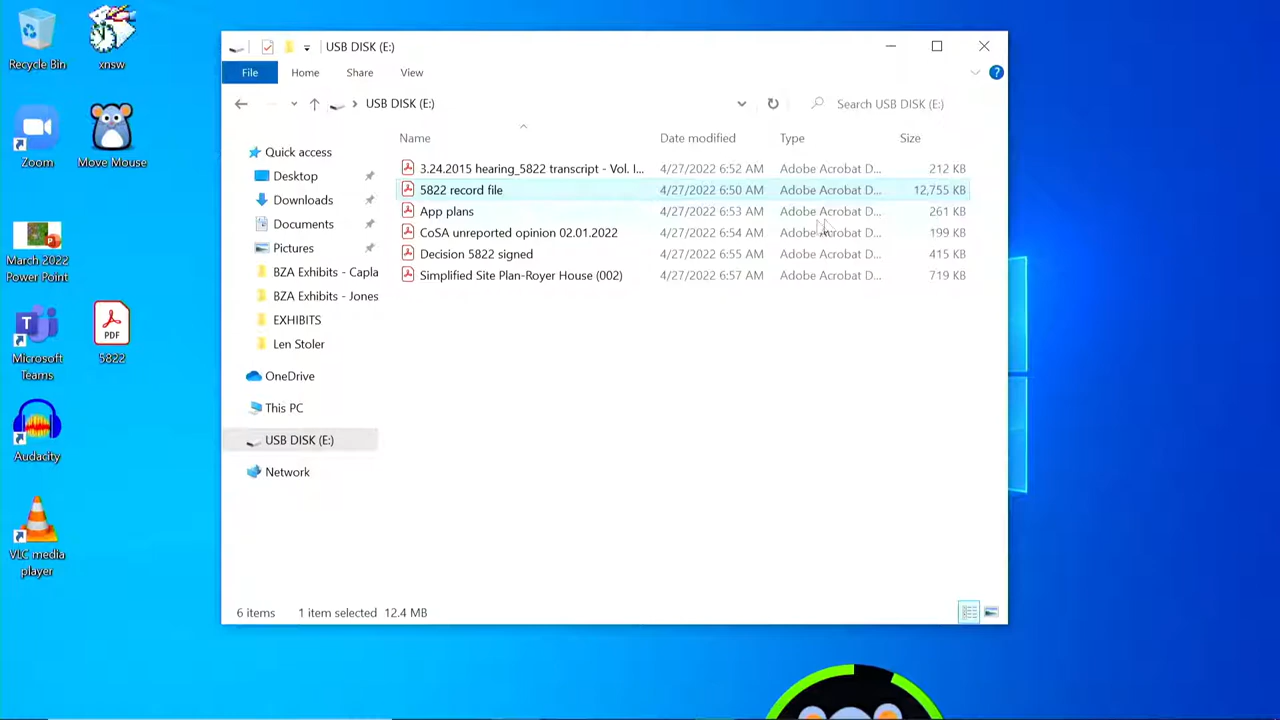 Recycle Bin
xnsw
Zoom
Move Mouse
March 2022
Power Point
Microsoft
Teams
PDF
5822
Audacity
VLC media
player
USB DISK (E:)
File
Home
Share
View
?
USB DISK (E:)
Search USB DISK (E:)
Quick access
Desktop
Downloads
Documents
Pictures
BZA Exhibits - Capla
BZA Exhibits - Jones
EXHIBITS
Len Stoler
OneDrive
This PC
USB DISK (E:)
Network
Name Date modified Type Size
3.24.2015 hearing_5822 transcript - Vol. I... 4/27/2022 6:52 AM Adobe Acrobat D... 212 KB
5822 record file 4/27/2022 6:50 AM Adobe Acrobat D... 12,755 KB
App plans 4/27/2022 6:53 AM Adobe Acrobat D... 261 KB
CoSA unreported opinion 02.01.2022 4/27/2022 6:54 AM Adobe Acrobat D... 199 KB
Decision 5822 signed 4/27/2022 6:55 AM Adobe Acrobat D... 415 KB
Simplified Site Plan-Royer House (002) 4/27/2022 6:57 AM Adobe Acrobat D... 719 KB
6 items 1 item selected 12.4 MB